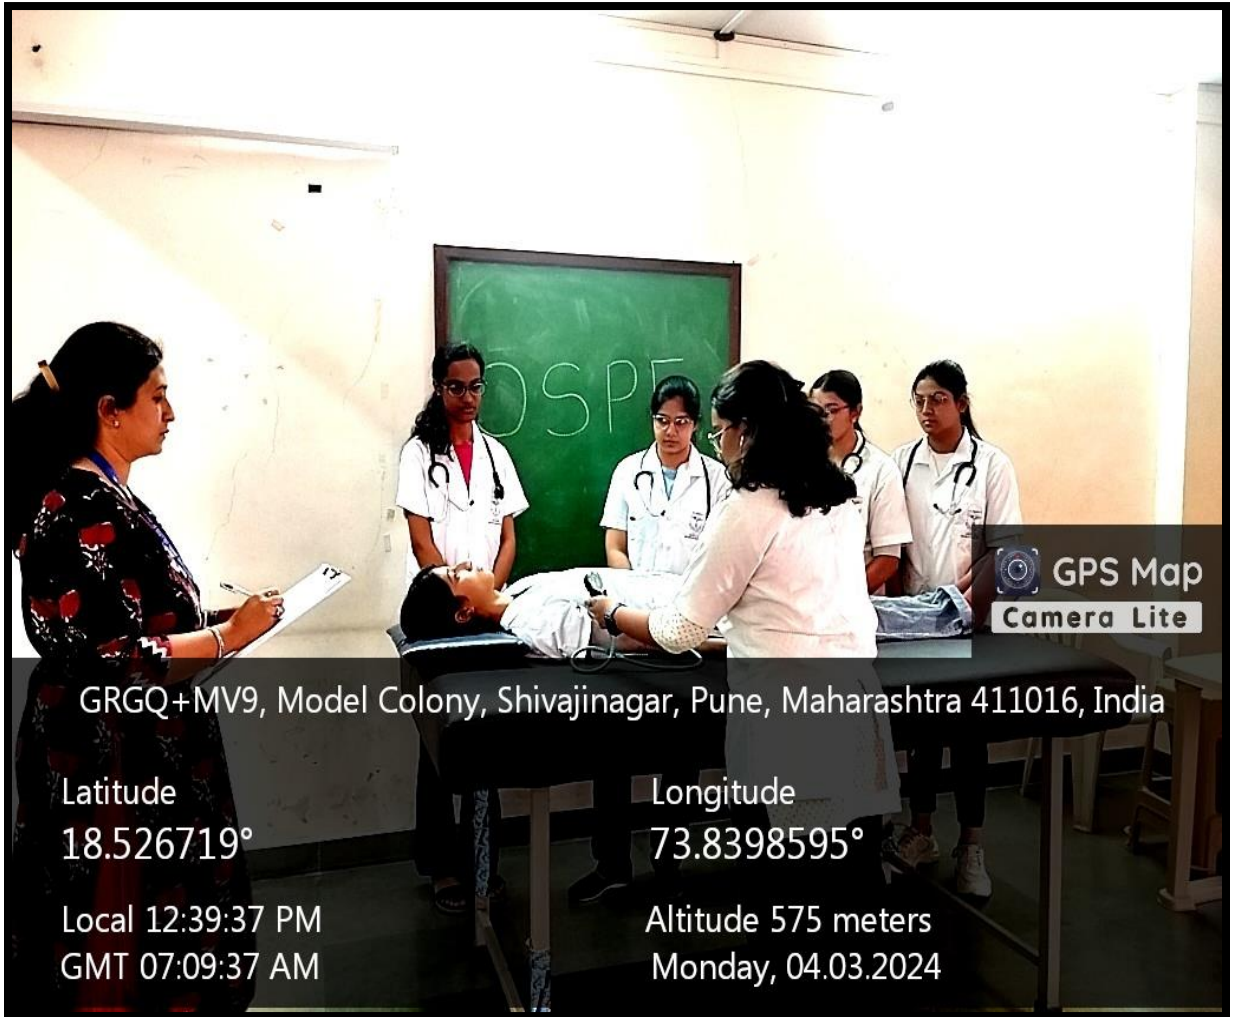 OSPE
GPS Map
Camera Lite
GRGQ+MV9, Model Colony, Shivajinagar, Pune, Maharashtra 411016, India
Latitude
18.526719°
Longitude
73.8398595°
Local 12:39:37 PM
GMT 07:09:37 AM
Altitude 575 meters
Monday, 04.03.2024